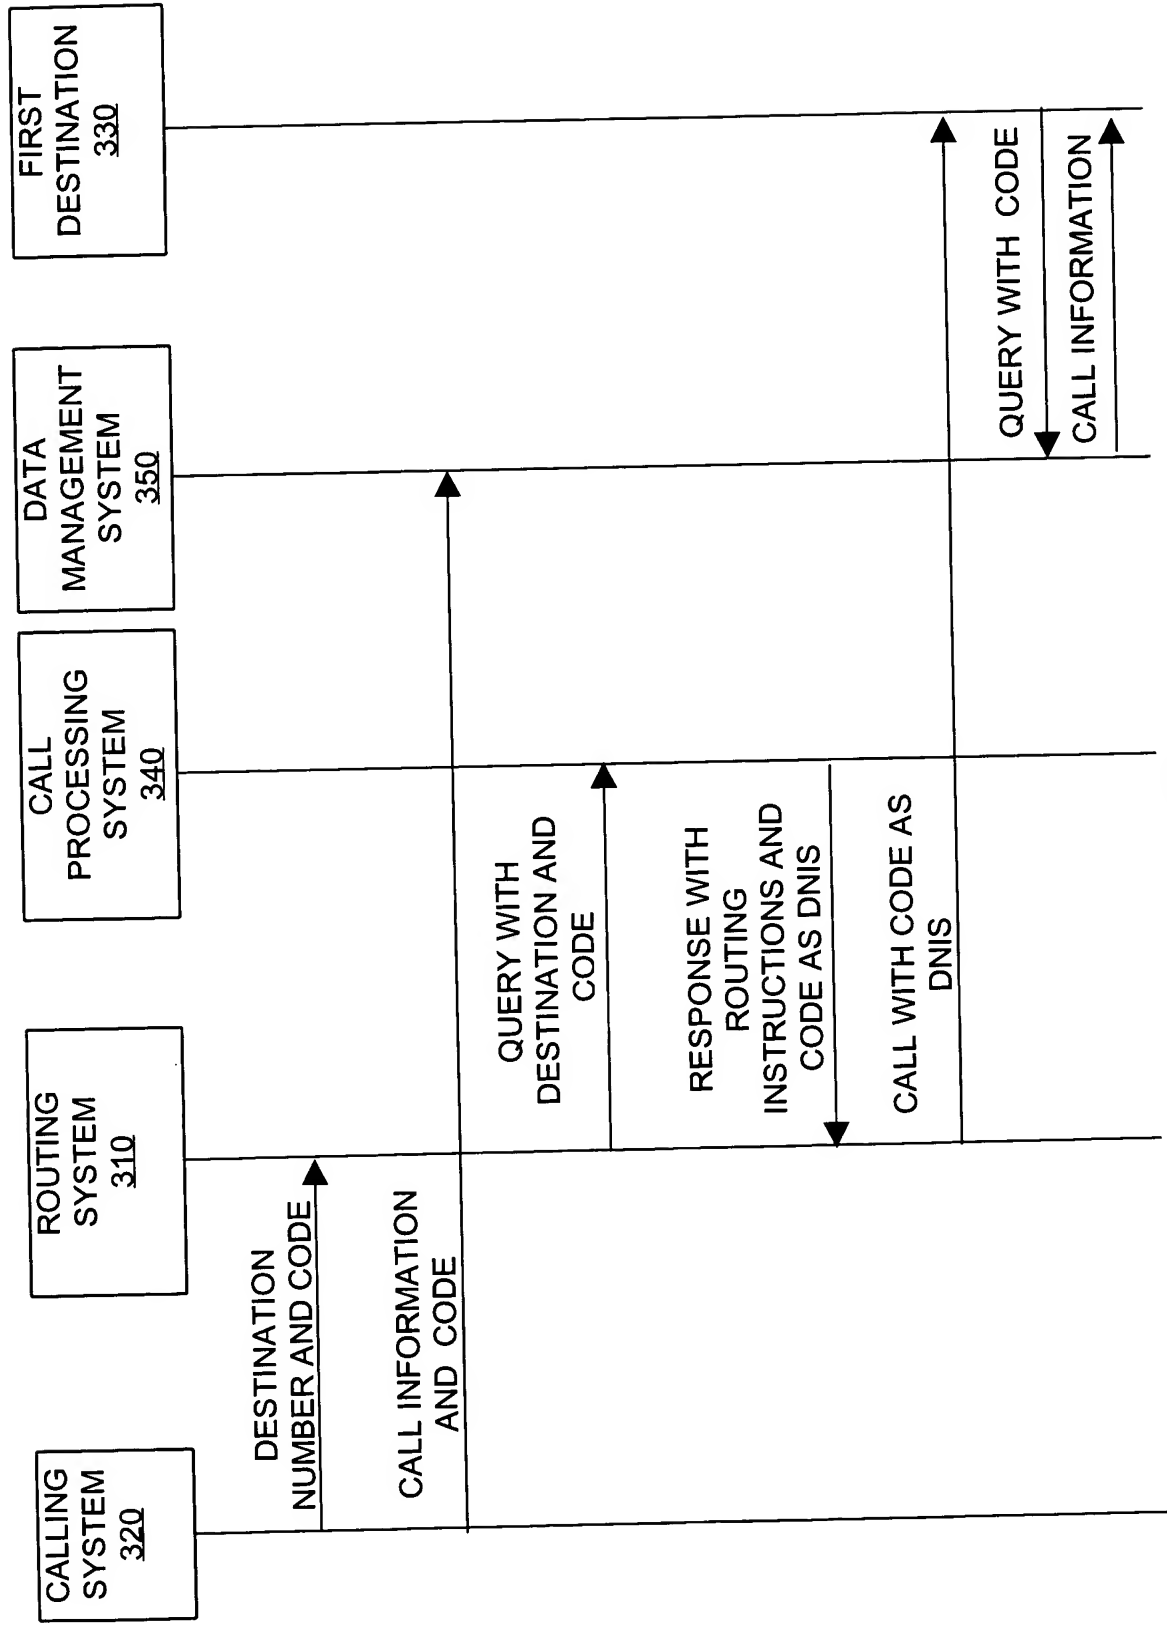 CALLING
SYSTEM
320
ROUTING
SYSTEM
310
CALL
PROCESSING
SYSTEM
340
DATA
MANAGEMENT
SYSTEM
350
FIRST
DESTINATION
330
DESTINATION
NUMBER AND CODE
CALL INFORMATION
AND CODE
QUERY WITH
DESTINATION AND
CODE
RESPONSE WITH
ROUTING
INSTRUCTIONS AND
CODE AS DNIS
CALL WITH CODE AS
DNIS
QUERY WITH CODE
CALL INFORMATION